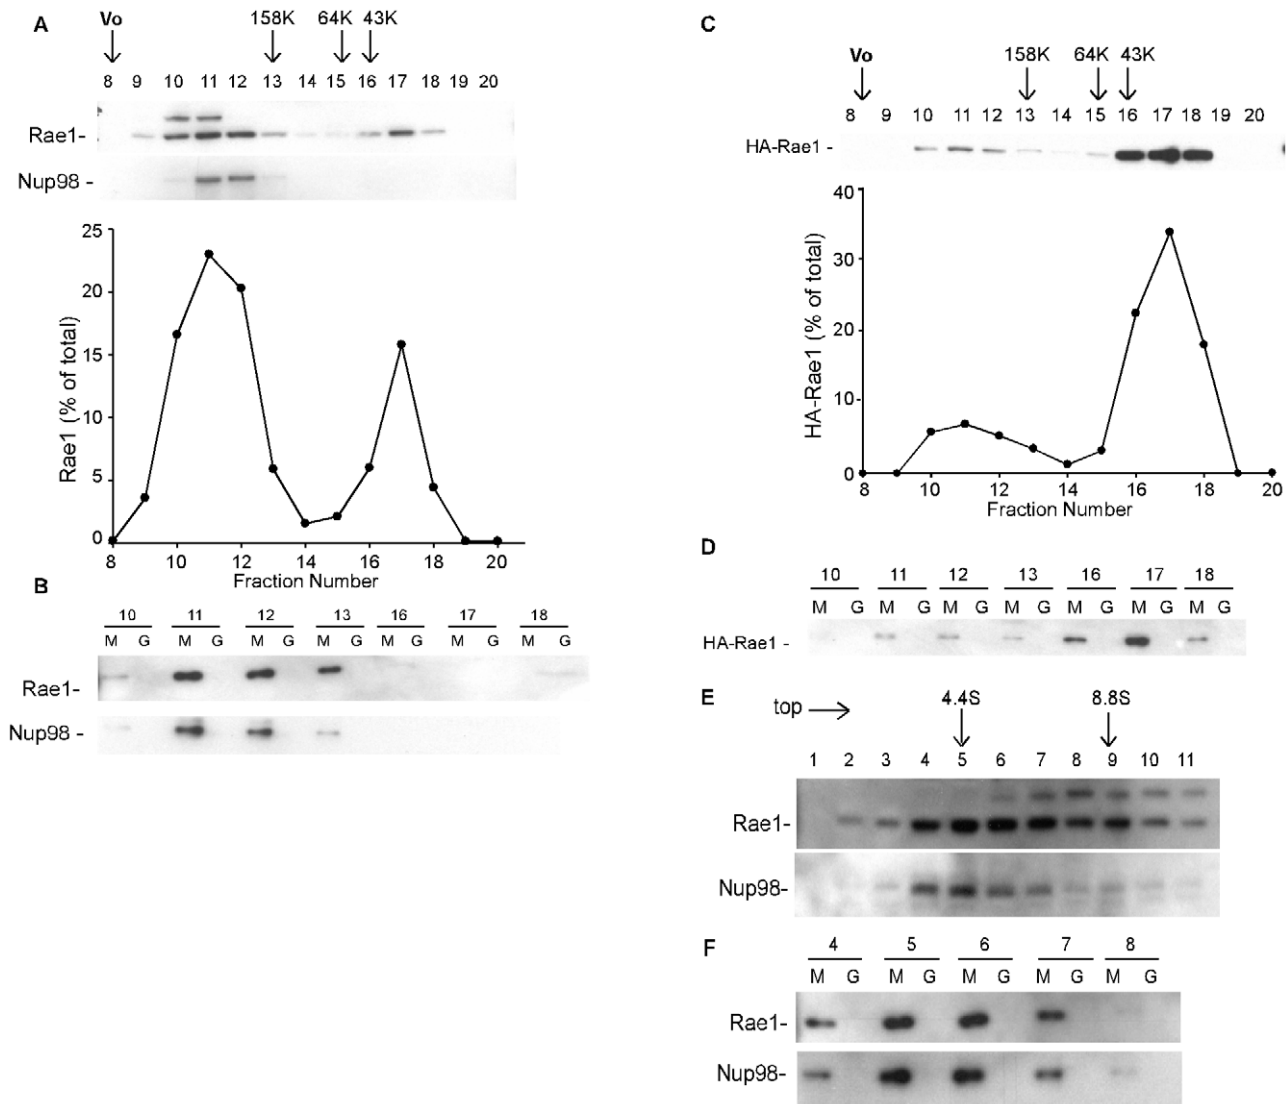 A
Vo 158K 64K 43K
8 9 10 11 12 13 14 15 16 17 18 19 20
Rae1-
Nup98 -
25
20
15
10
5
0
Rae1 (% of total)
8 10 12 14 16 18 20
Fraction Number
B
10 11 12 13 16 17 18
M G M G M G M G M G M G M G
Rae1-
Nup98 -
C
Vo 158K 64K 43K
8 9 10 11 12 13 14 15 16 17 18 19 20
HA-Rae1 -
40
30
20
10
0
HA-Rae1 (% of total)
8 10 12 14 16 18 20
Fraction Number
D
10 11 12 13 16 17 18
M G M G M G M G M G M G M G
HA-Rae1 -
E
top 4.4S 8.8S
1 2 3 4 5 6 7 8 9 10 11
Rae1-
Nup98-
F
4 5 6 7 8
M G M G M G M G M G
Rae1-
Nup98-